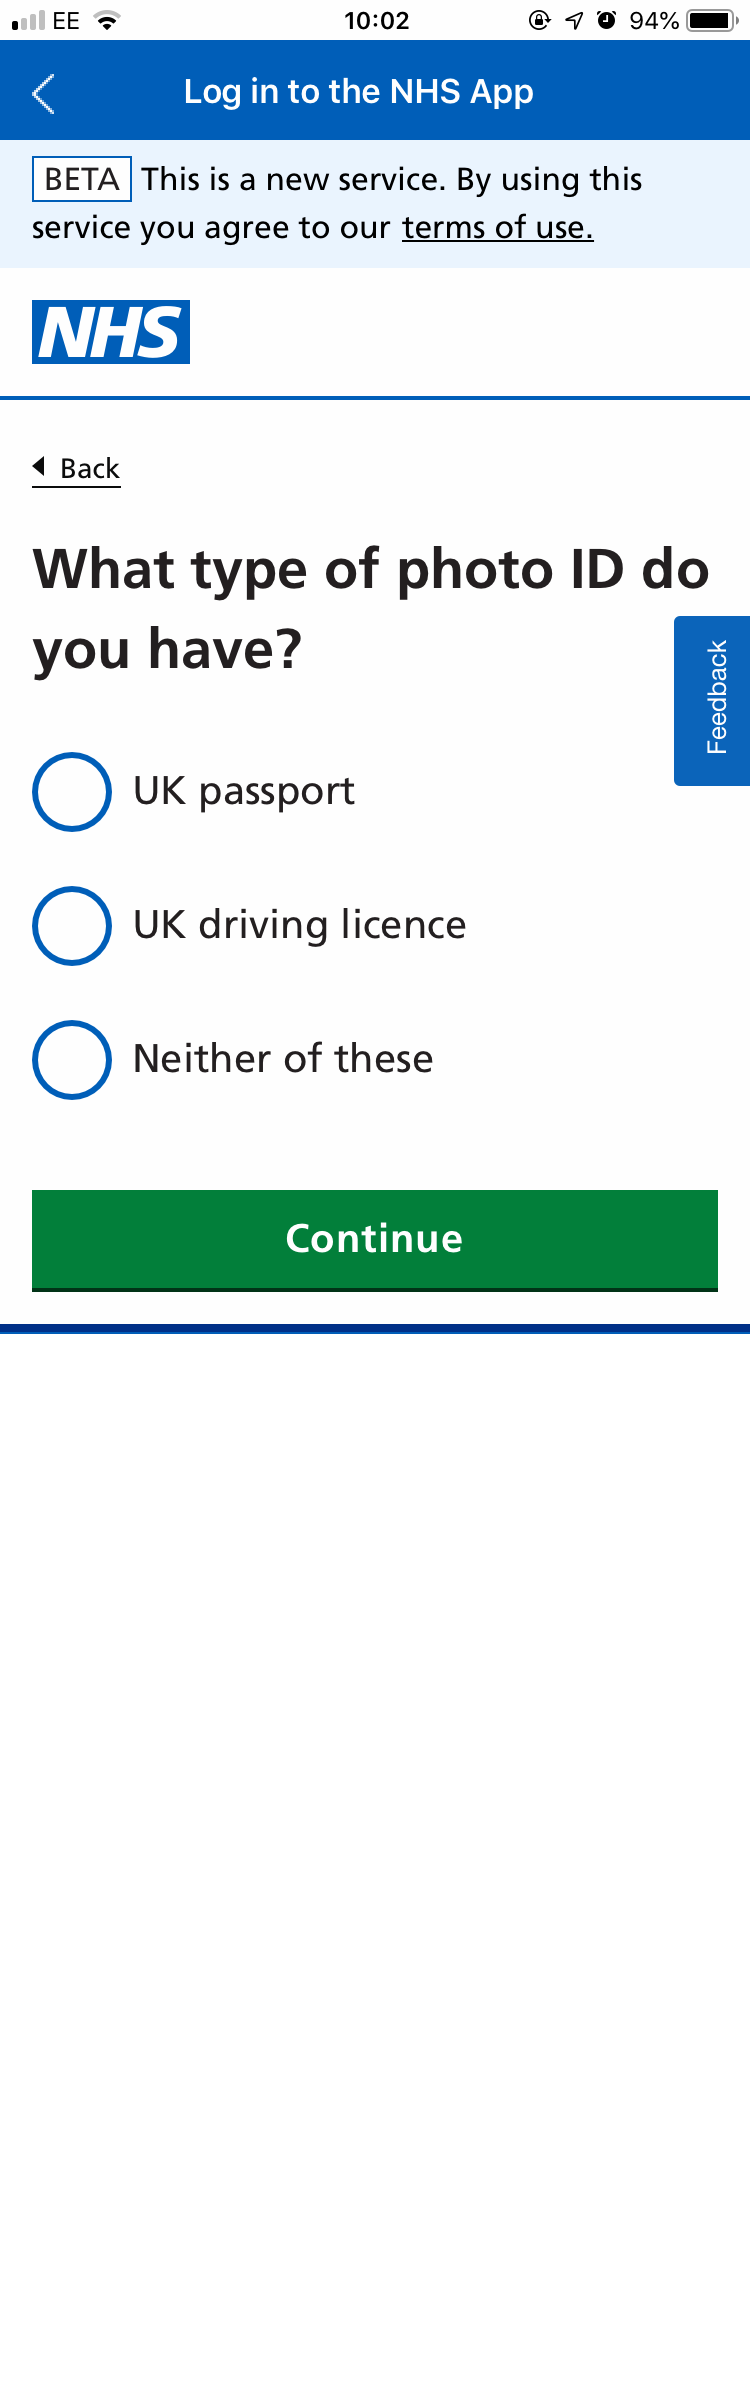 EE 10:02 94%
Log in to the NHS App
BETA This is a new service. By using this
service you agree to our terms of use.
NHS
Back
What type of photo ID do
you have?
Feedback
UK passport
UK driving licence
Neither of these
Continue